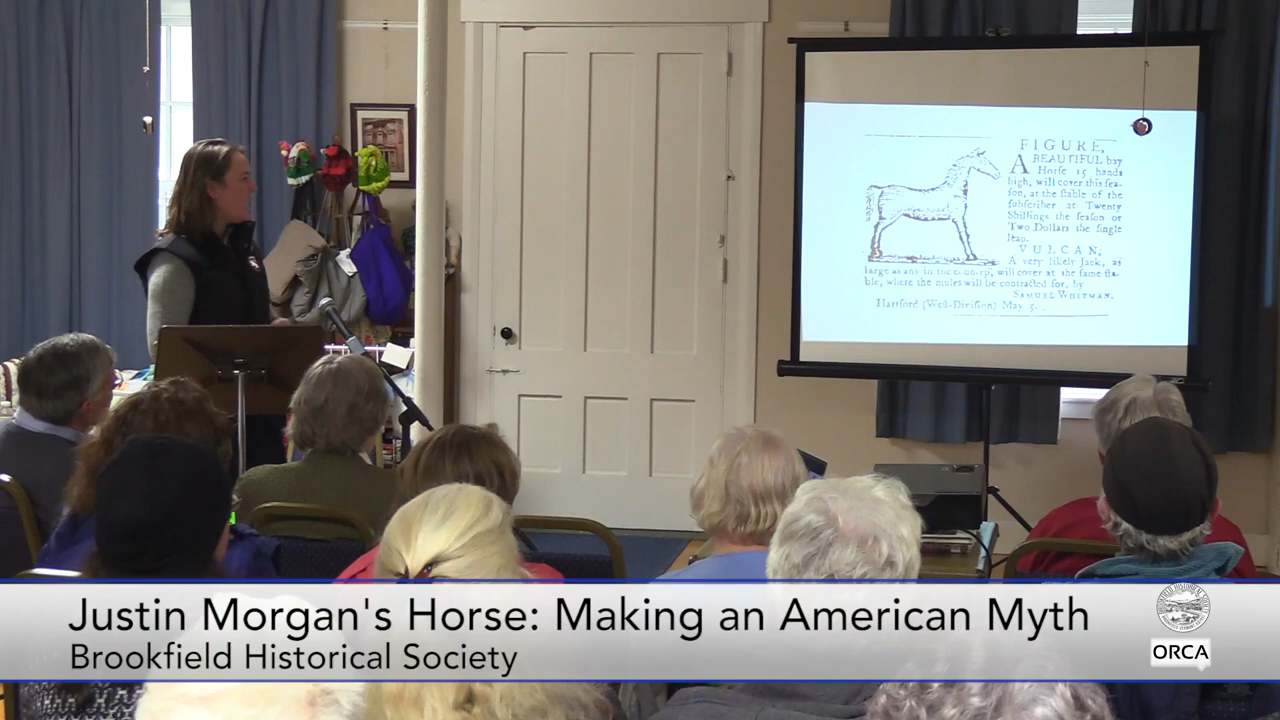 FIGURE,
A BEAUTIFUL bay
Horse 15 hands
high, will cover this sea-
son, at the stable of the
subscriber at Twenty
Shillings the season or
Two Dollars the single
leap.
VULCAN,
A very likely Jack, as
large as any in the country, will cover at the same sta-
ble, where the mules will be contracted for, by
SAMUEL WHITMAN.
Hartford (West-Division) May 5.
Justin Morgan's Horse: Making an American Myth
Brookfield Historical Society
ORCA